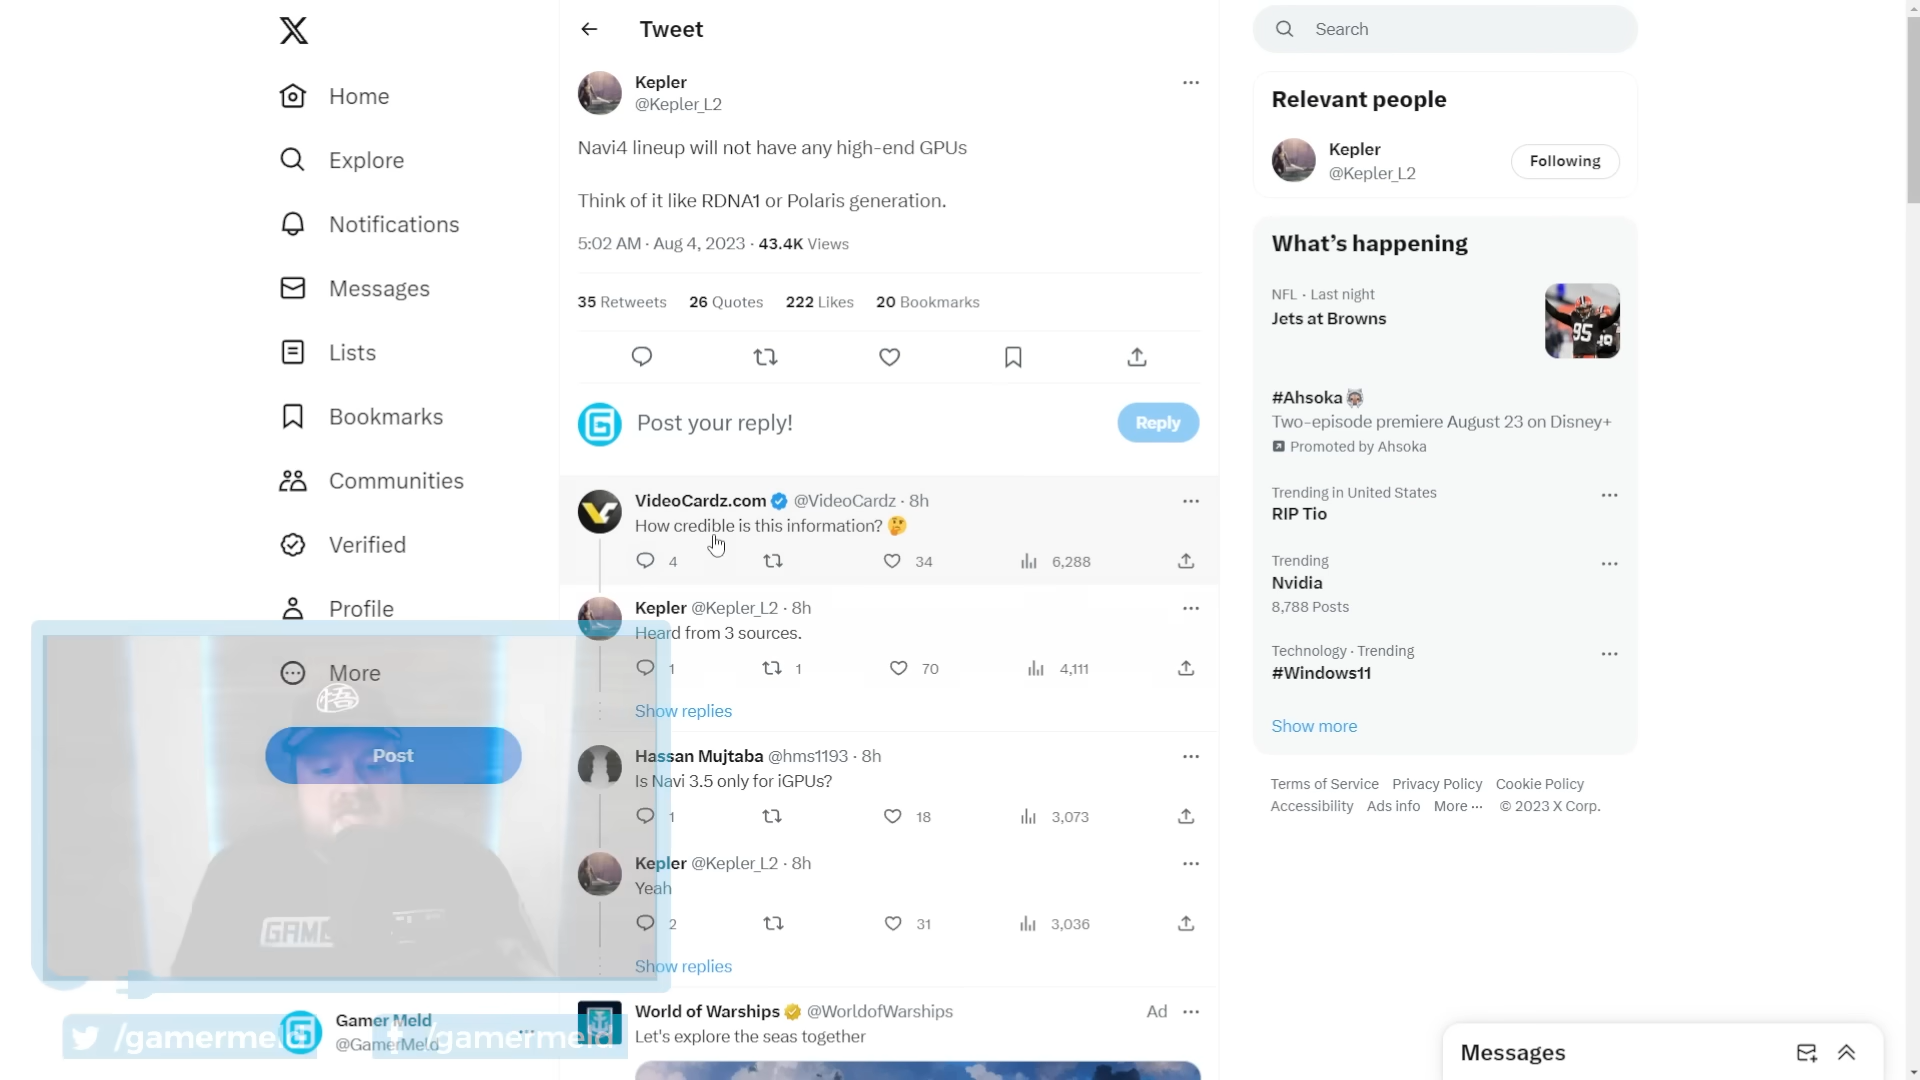 Home
Explore
Notifications
Messages
Lists
Bookmarks
Communities
Verified
Profile
More
Post
Gamer Meld
@GamerMeld
/gamermeld
/gamermeld
悟
GAME
Tweet
Kepler
@Kepler_L2
Navi4 lineup will not have any high-end GPUs
Think of it like RDNA1 or Polaris generation.
5:02 AM · Aug 4, 2023 · 43.4K Views
35 Retweets 26 Quotes 222 Likes 20 Bookmarks
Post your reply!
Reply
VideoCardz.com @VideoCardz · 8h
How credible is this information? 🤔
4 34 6,288
Kepler @Kepler_L2 · 8h
Heard from 3 sources.
1 1 70 4,111
Show replies
Hassan Mujtaba @hms1193 · 8h
Is Navi 3.5 only for iGPUs?
1 18 3,073
Kepler @Kepler_L2 · 8h
Yeah
2 31 3,036
Show replies
World of Warships @WorldofWarships Ad
Let's explore the seas together
Search
Relevant people
Kepler
@Kepler_L2
Following
What's happening
NFL · Last night
Jets at Browns
95
#Ahsoka
Two-episode premiere August 23 on Disney+
Promoted by Ahsoka
Trending in United States
RIP Tio
Trending
Nvidia
8,788 Posts
Technology · Trending
#Windows11
Show more
Terms of Service Privacy Policy Cookie Policy
Accessibility Ads info More ··· © 2023 X Corp.
Messages